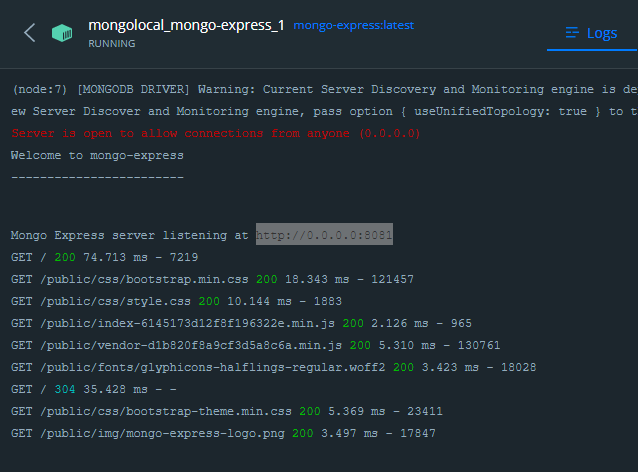 mongolocal_mongo-express_1 mongo-express:latest
RUNNING
Logs
(node:7) [MONGODB DRIVER] Warning: Current Server Discovery and Monitoring engine is de
ew Server Discover and Monitoring engine, pass option { useUnifiedTopology: true } to t
Server is open to allow connections from anyone (0.0.0.0)
Welcome to mongo-express
------------------------
Mongo Express server listening at http://0.0.0.0:8081
GET / 200 74.713 ms - 7219
GET /public/css/bootstrap.min.css 200 18.343 ms - 121457
GET /public/css/style.css 200 10.144 ms - 1883
GET /public/index-6145173d12f8f196322e.min.js 200 2.126 ms - 965
GET /public/vendor-d1b820f8a9cf3d5a8c6a.min.js 200 5.310 ms - 130761
GET /public/fonts/glyphicons-halflings-regular.woff2 200 3.423 ms - 18028
GET / 304 35.428 ms - -
GET /public/css/bootstrap-theme.min.css 200 5.369 ms - 23411
GET /public/img/mongo-express-logo.png 200 3.497 ms - 17847